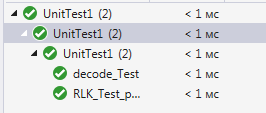 UnitTest1 (2) < 1 мс
UnitTest1 (2) < 1 мс
UnitTest1 (2) < 1 мс
decode_Test < 1 мс
RLK_Test_p... < 1 мс